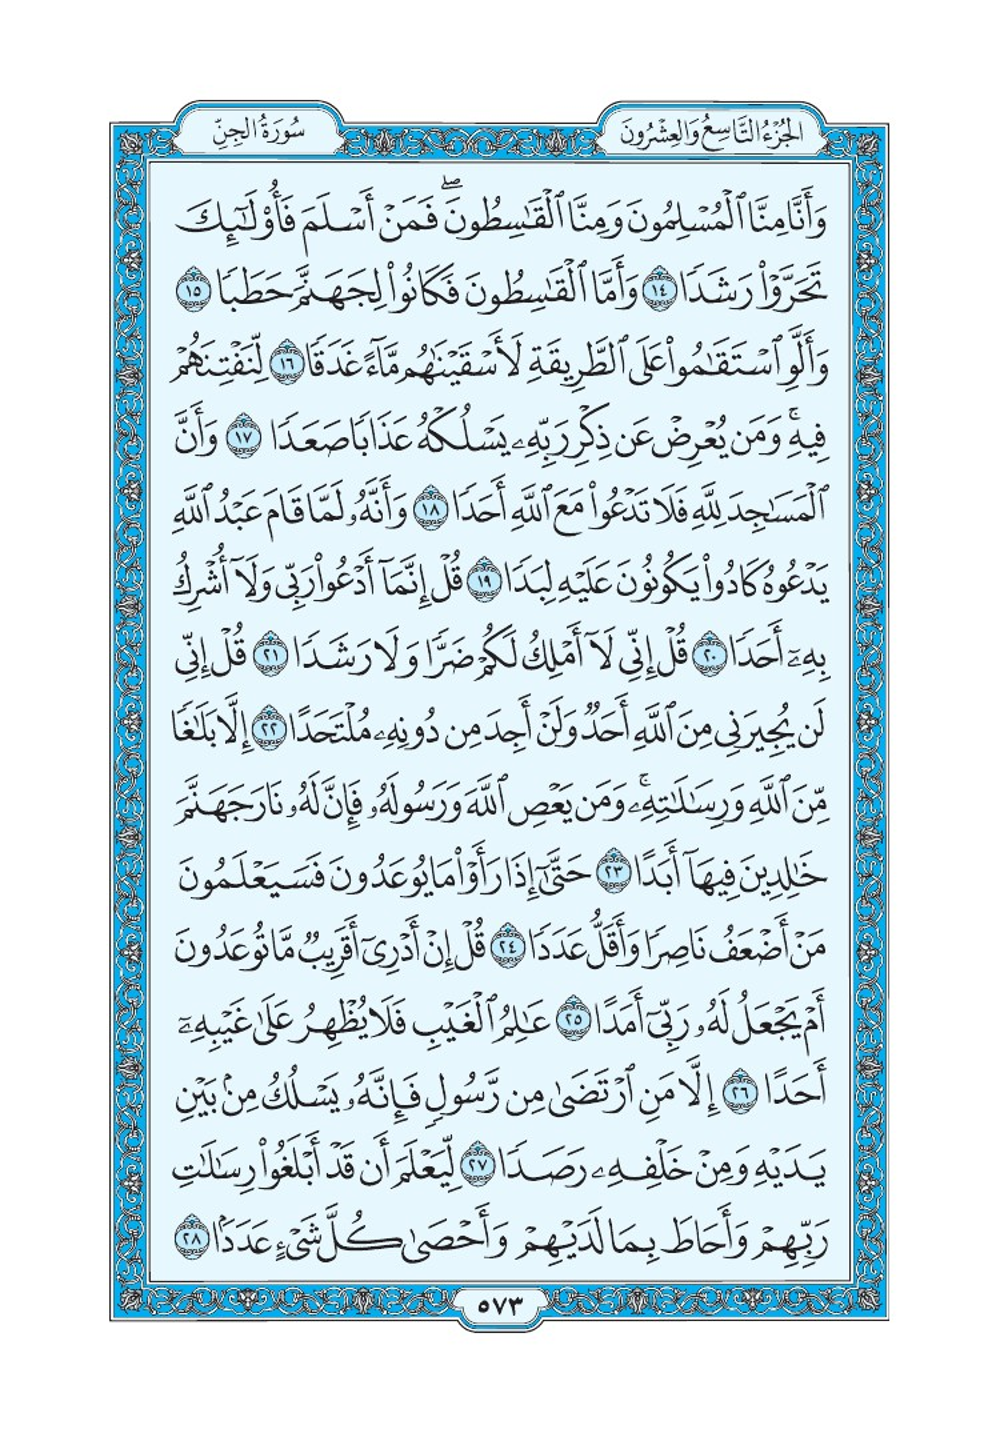 الجُزْءُ التَّاسِعُ وَالعِشْرُونَ
سُورَةُ الجِنِّ
وَأَنَّا مِنَّا ٱلْمُسْلِمُونَ وَمِنَّا ٱلْقَٰسِطُونَۖ فَمَنْ أَسْلَمَ فَأُوْلَٰٓئِكَ
تَحَرَّوْاْ رَشَدٗا ١٤ وَأَمَّا ٱلْقَٰسِطُونَ فَكَانُواْ لِجَهَنَّمَ حَطَبٗا ١٥
وَأَلَّوِ ٱسْتَقَٰمُواْ عَلَى ٱلطَّرِيقَةِ لَأَسْقَيْنَٰهُم مَّآءً غَدَقٗا ١٦ لِّنَفْتِنَهُمْ
فِيهِۚ وَمَن يُعْرِضْ عَن ذِكْرِ رَبِّهِۦ يَسْلُكْهُ عَذَابٗا صَعَدٗا ١٧ وَأَنَّ
ٱلْمَسَٰجِدَ لِلَّهِ فَلَا تَدْعُواْ مَعَ ٱللَّهِ أَحَدٗا ١٨ وَأَنَّهُۥ لَمَّا قَامَ عَبْدُ ٱللَّهِ
يَدْعُوهُ كَادُواْ يَكُونُونَ عَلَيْهِ لِبَدٗا ١٩ قُلْ إِنَّمَآ أَدْعُواْ رَبِّي وَلَآ أُشْرِكُ
بِهِۦٓ أَحَدٗا ٢٠ قُلْ إِنِّي لَآ أَمْلِكُ لَكُمْ ضَرّٗا وَلَا رَشَدٗا ٢١ قُلْ إِنِّي
لَن يُجِيرَنِي مِنَ ٱللَّهِ أَحَدٞ وَلَنْ أَجِدَ مِن دُونِهِۦ مُلْتَحَدًا ٢٢ إِلَّا بَلَٰغٗا
مِّنَ ٱللَّهِ وَرِسَٰلَٰتِهِۦۚ وَمَن يَعْصِ ٱللَّهَ وَرَسُولَهُۥ فَإِنَّ لَهُۥ نَارَ جَهَنَّمَ
خَٰلِدِينَ فِيهَآ أَبَدًا ٢٣ حَتَّىٰٓ إِذَا رَأَوْاْ مَا يُوعَدُونَ فَسَيَعْلَمُونَ
مَنْ أَضْعَفُ نَاصِرٗا وَأَقَلُّ عَدَدٗا ٢٤ قُلْ إِنْ أَدْرِيٓ أَقَرِيبٞ مَّا تُوعَدُونَ
أَمْ يَجْعَلُ لَهُۥ رَبِّيٓ أَمَدًا ٢٥ عَٰلِمُ ٱلْغَيْبِ فَلَا يُظْهِرُ عَلَىٰ غَيْبِهِۦٓ
أَحَدًا ٢٦ إِلَّا مَنِ ٱرْتَضَىٰ مِن رَّسُولٖ فَإِنَّهُۥ يَسْلُكُ مِنۢ بَيْنِ
يَدَيْهِ وَمِنْ خَلْفِهِۦ رَصَدٗا ٢٧ لِّيَعْلَمَ أَن قَدْ أَبْلَغُواْ رِسَٰلَٰتِ
رَبِّهِمْ وَأَحَاطَ بِمَا لَدَيْهِمْ وَأَحْصَىٰ كُلَّ شَيْءٍ عَدَدَۢا ٢٨
٥٧٣